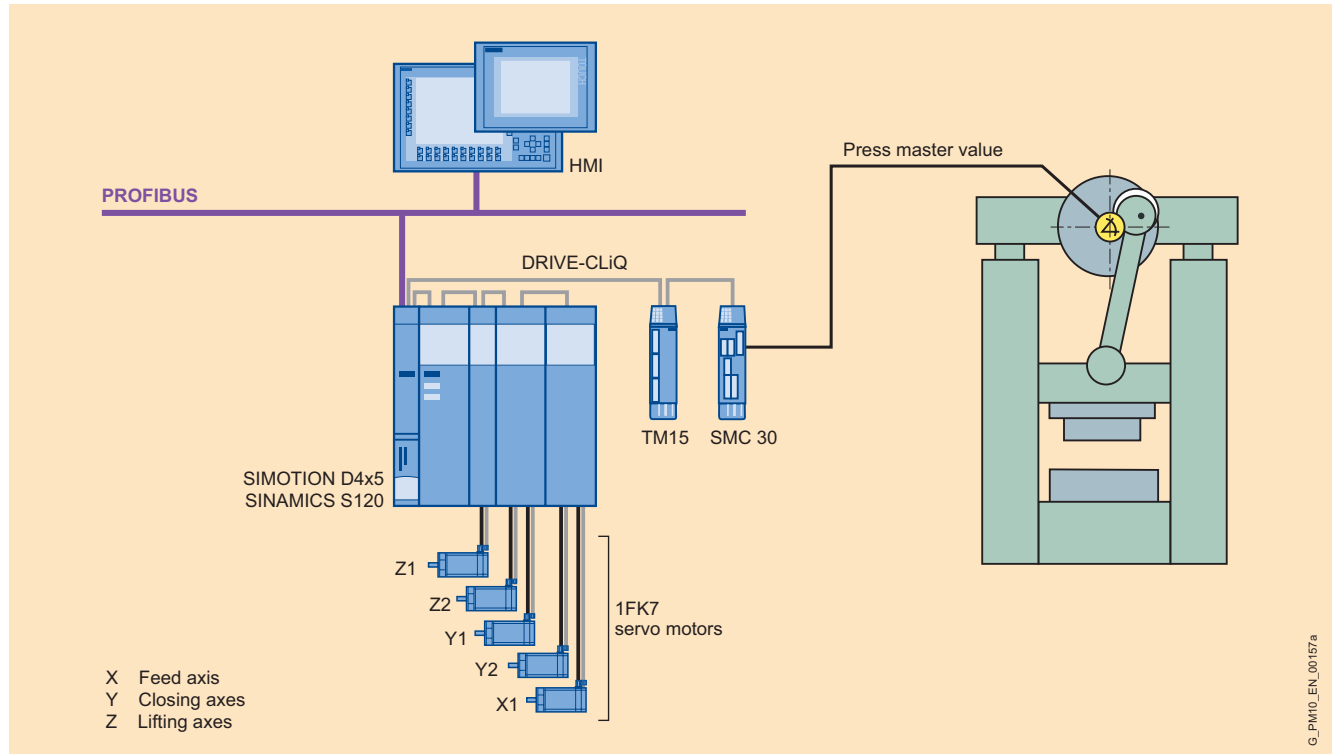 HMI
Press master value
PROFIBUS
DRIVE-CLiQ
TM15
SMC 30
SIMOTION D4x5
SINAMICS S120
Z1
Z2
Y1
Y2
X1
1FK7
servo motors
X Feed axis
Y Closing axes
Z Lifting axes
G_PM10_EN_00157a